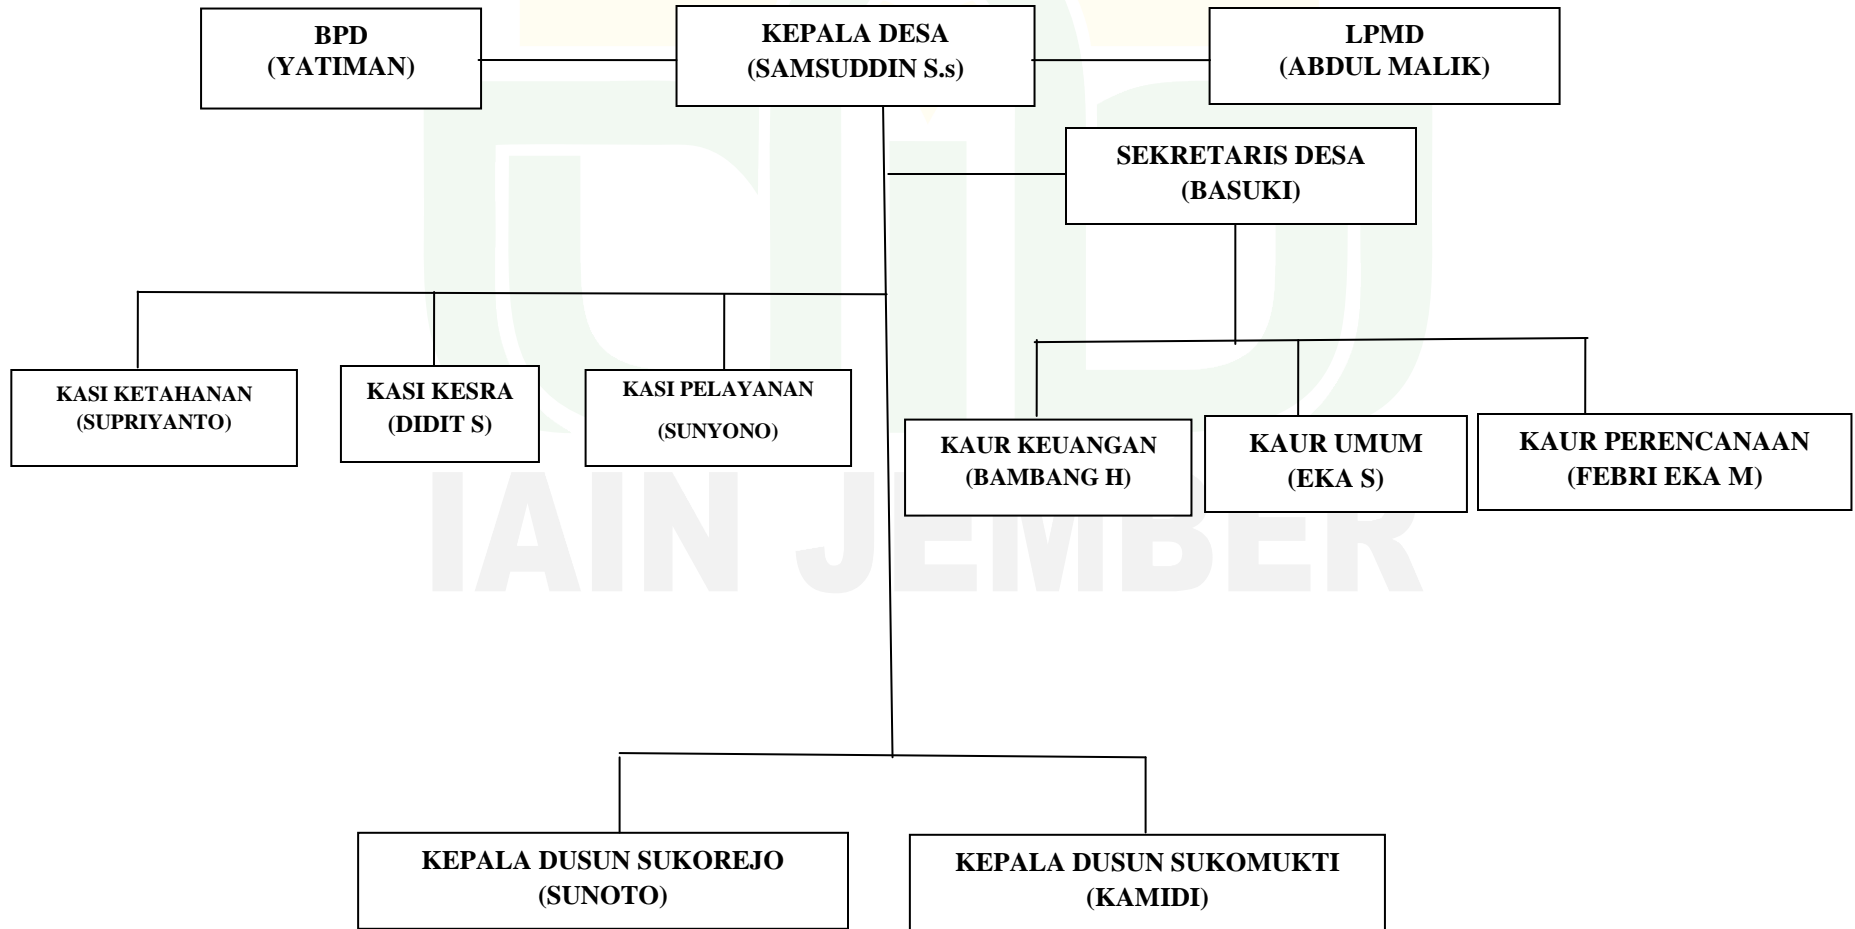 BPD
(YATIMAN)
KEPALA DESA
(SAMSUDDIN S.s)
LPMD
(ABDUL MALIK)
SEKRETARIS DESA
(BASUKI)
KASI KETAHANAN
(SUPRIYANTO)
KASI KESRA
(DIDIT S)
KASI PELAYANAN
(SUNYONO)
KAUR KEUANGAN
(BAMBANG H)
KAUR UMUM
(EKA S)
KAUR PERENCANAAN
(FEBRI EKA M)
IAIN JEMBER
KEPALA DUSUN SUKOREJO
(SUNOTO)
KEPALA DUSUN SUKOMUKTI
(KAMIDI)